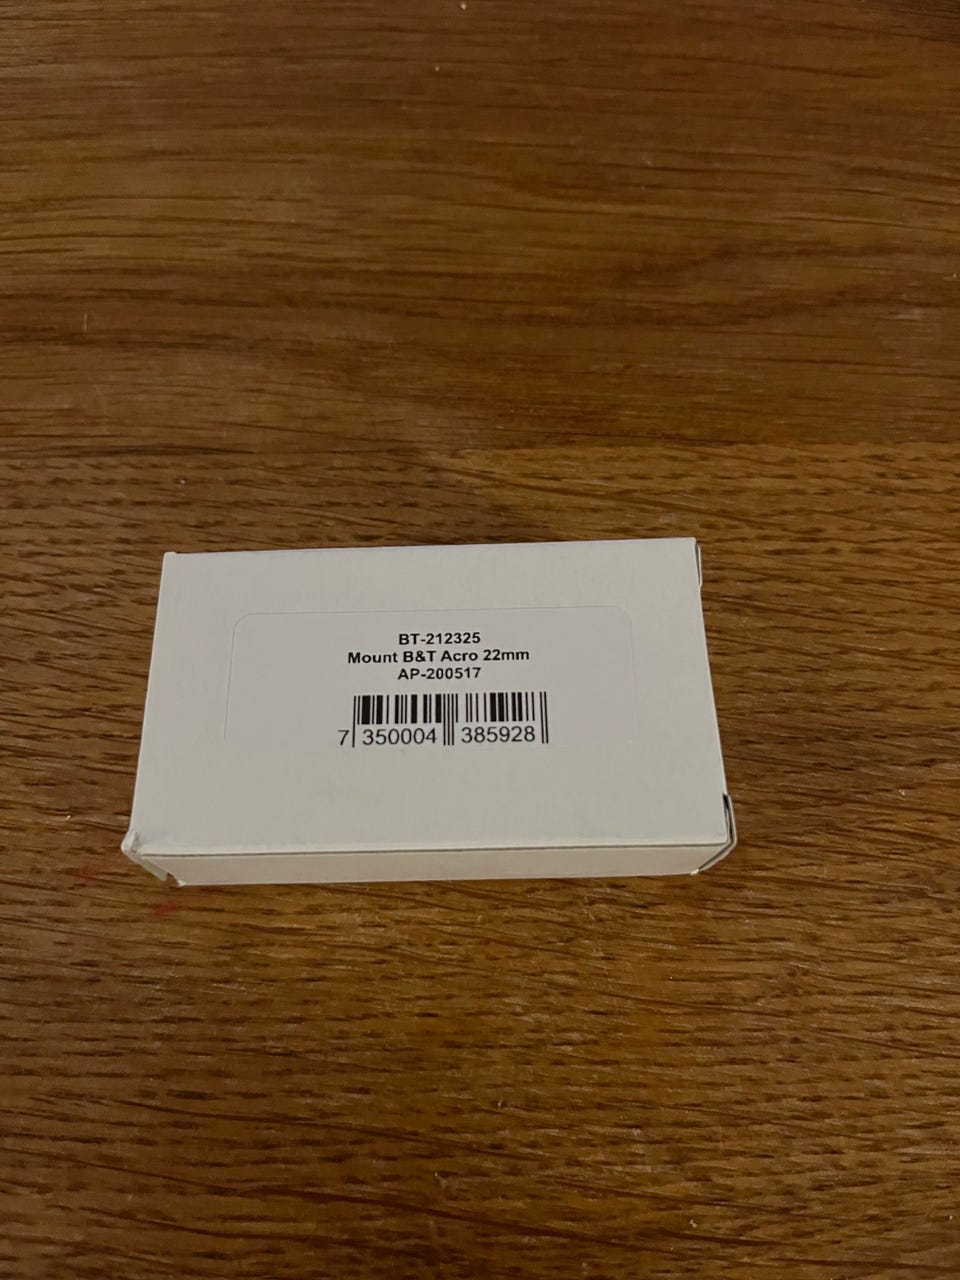 BT-212325
Mount B&T Acro 22mm
AP-200517
7 350004 385928